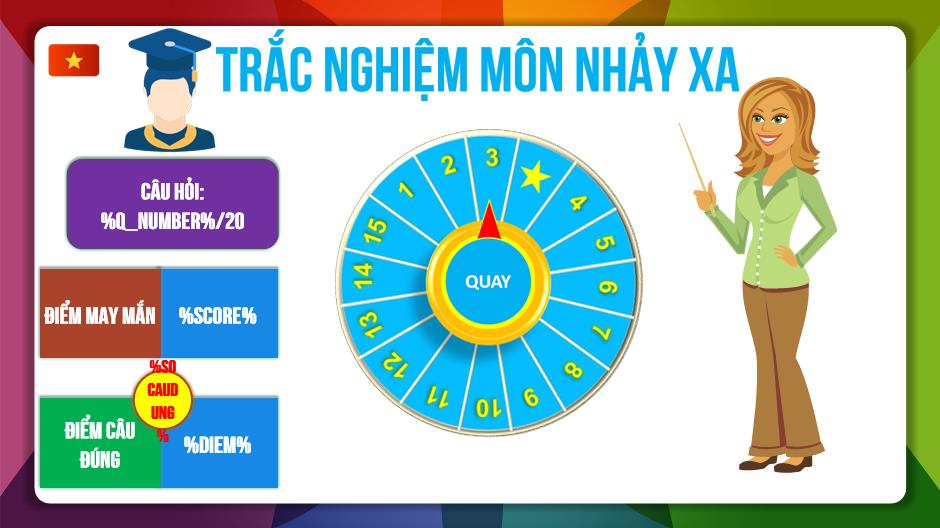 TRẮC NGHIỆM MÔN NHẢY XA
CÂU HỎI:
%Q_NUMBER%/20
ĐIỂM MAY MẮN
%SCORE%
%SO
CAUD
UNG
%
ĐIỂM CÂU
ĐÚNG
%DIEM%
1
2
3
4
5
6
7
8
9
10
11
12
13
14
15
QUAY